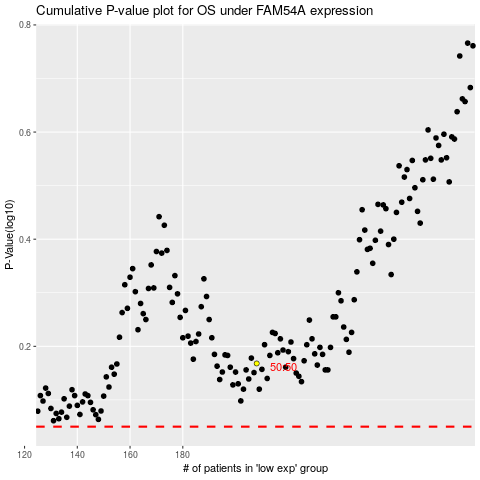 Cumulative P-value plot for OS under FAM54A expression
P-Value(log10)
0.8
0.6
0.4
0.2
50:50
120 140 160 180
# of patients in 'low exp' group